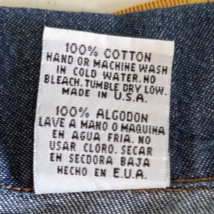 100% COTTON
HAND OR MACHINE WASH
IN COLD WATER. NO
BLEACH. TUMBLE DRY LOW.
MADE IN U.S.A.
100% ALGODON
LAVE A MANO O MAQUINA
EN AGUA FRIA. NO
USAR CLORO. SECAR
EN SECDORA BAJA
HECHO EN E.U.A.